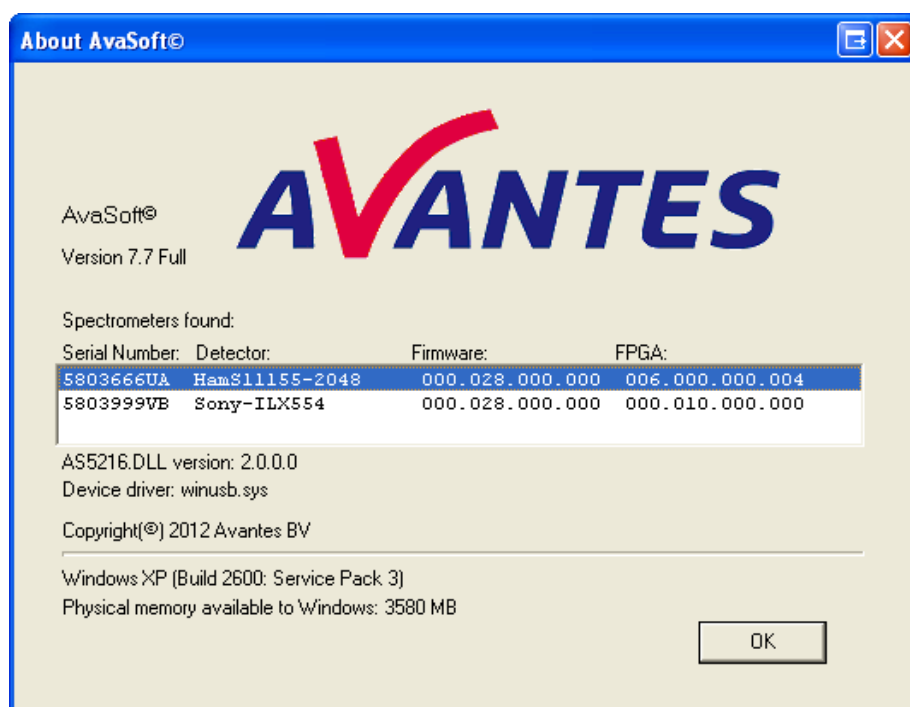 About AvaSoft©
AVANTES
AvaSoft©
Version 7.7 Full
Spectrometers found:
Serial Number: Detector: Firmware: FPGA:
5803666UA HamS11155-2048 000.028.000.000 006.000.000.004
5803999VB Sony-ILX554 000.028.000.000 000.010.000.000
AS5216.DLL version: 2.0.0.0
Device driver: winusb.sys
Copyright(©) 2012 Avantes BV
Windows XP (Build 2600: Service Pack 3)
Physical memory available to Windows: 3580 MB
OK